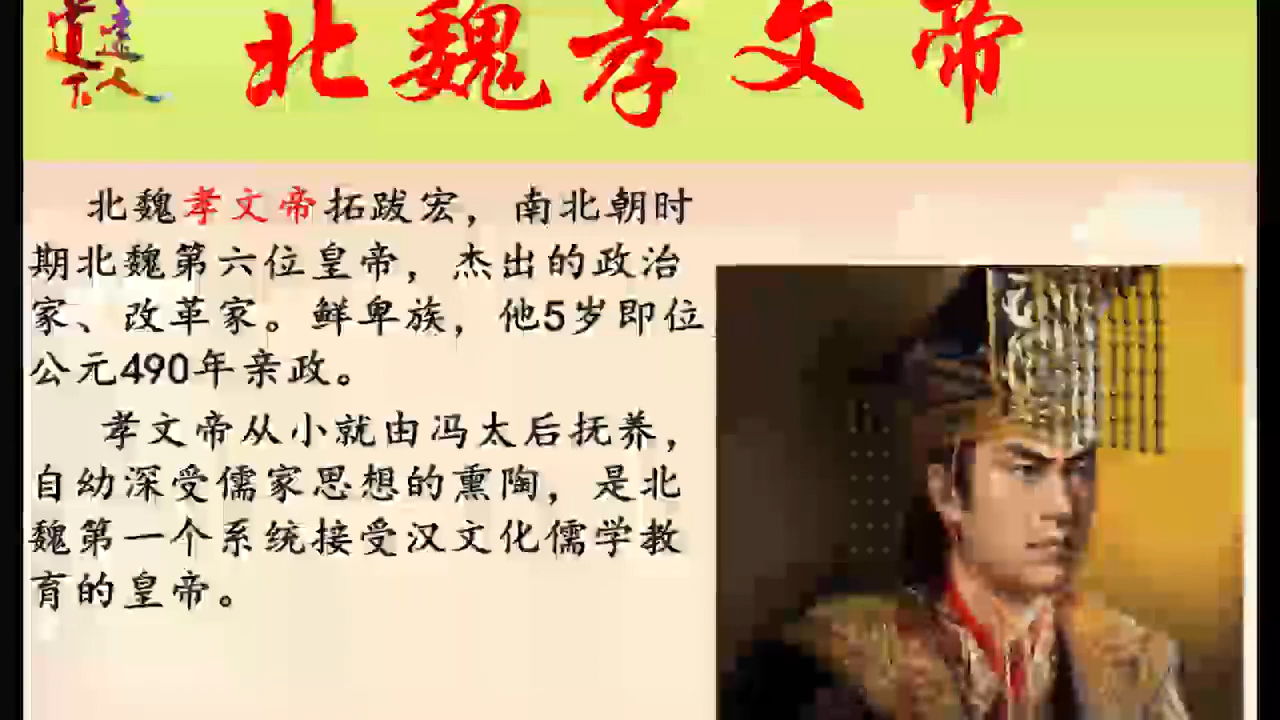 道法
北魏孝文帝
北魏孝文帝拓跋宏，南北朝时
期北魏第六位皇帝，杰出的政治
家、改革家。鲜卑族，他5岁即位，
公元490年亲政。
孝文帝从小就由冯太后抚养，
自幼深受儒家思想的熏陶，是北
魏第一个系统接受汉文化儒学教
育的皇帝。